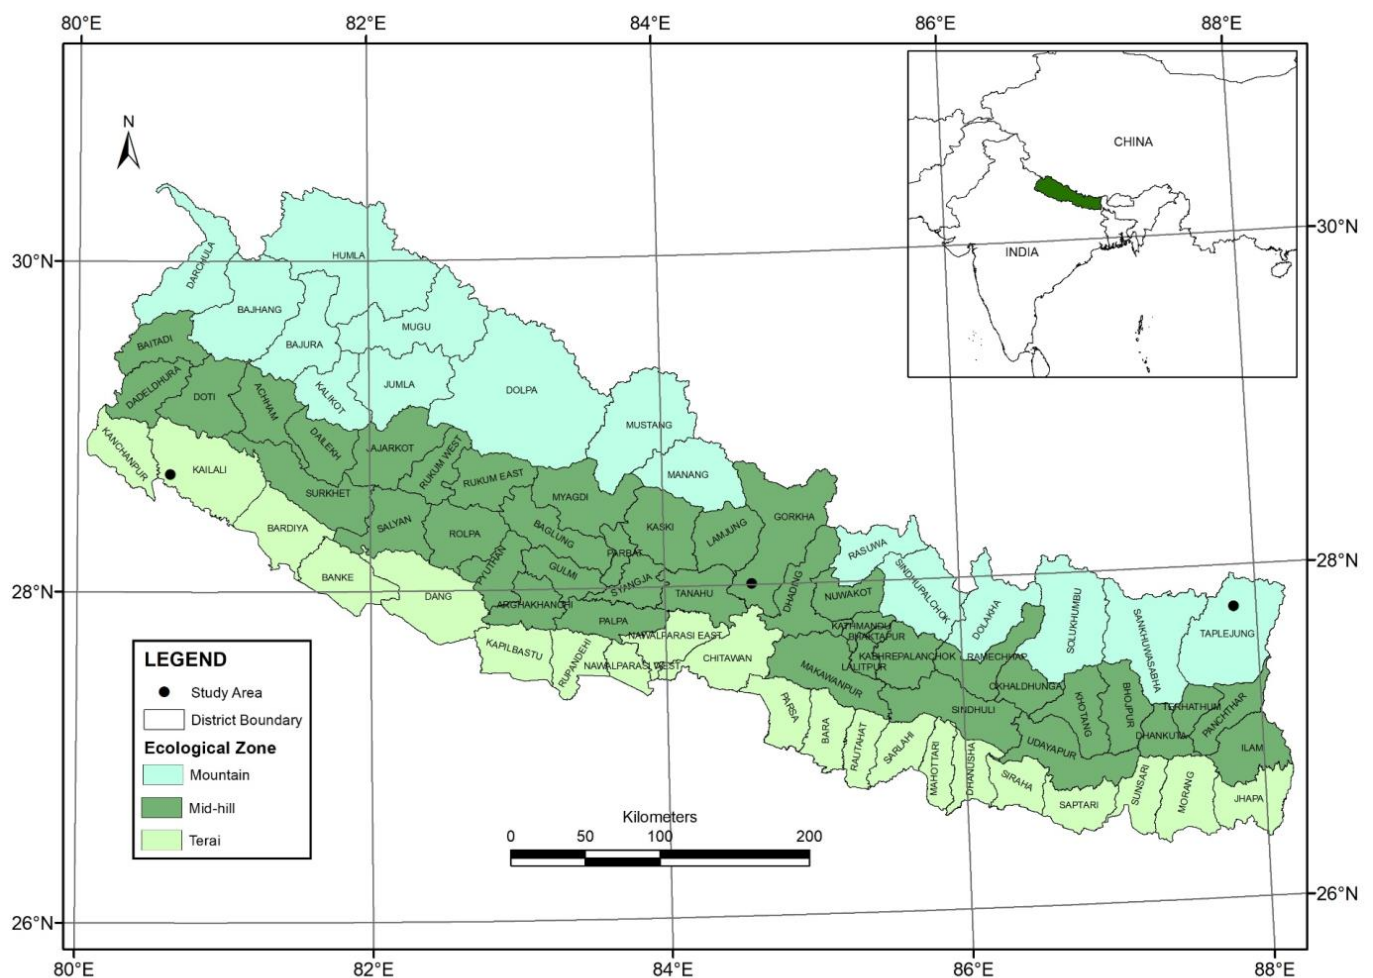 80°E
82°E
84°E
86°E
88°E
N
CHINA
INDIA
30°N
30°N
HUMLA
DARCHULA
BAJHANG
MUGU
BAJURA
BAITADI
JUMLA
DOLPA
KALIKOT
DADELDHURA
DOTI
ACHHAM
MUSTANG
KANCHANPUR
DAILEKH
AJARKOT
RUKUM WEST
KAILALI
MANANG
RUKUM EAST
SURKHET
MYAGDI
GORKHA
BARDIYA
SALYAN
ROLPA
BAGLUNG
KASKI
LAMJUNG
PARBAT
RASUWA
28°N
28°N
BANKE
DANG
PYUTHAN
GULMI
SYANGJA
TANAHU
DHADING
NUWAKOT
SINDHUPALCHOK
DOLAKHA
SOLUKHUMBU
SANKHUWASABHA
TAPLEJUNG
ARGHAKHANCHI
PALPA
KATHMANDU
BHAKTAPUR
NAWALPARASI EAST
KAPILBASTU
RUPANDEHI
NAWALPARASI WEST
CHITAWAN
KABHREPALANCHOK
LALITPUR
RAMECHHAP
MAKAWANPUR
OKHALDHUNGA
KHOTANG
BHOJPUR
TERHATHUM
PANCHTHAR
PARSA
BARA
RAUTAHAT
SARLAHI
SINDHULI
MAHOTTARI
DHANUSHA
UDAYAPUR
DHANKUTA
ILAM
SIRAHA
SAPTARI
SUNSARI
MORANG
JHAPA
LEGEND
Study Area
District Boundary
Ecological Zone
Mountain
Mid-hill
Terai
Kilometers
0 50 100 200
26°N
26°N
80°E
82°E
84°E
86°E
88°E